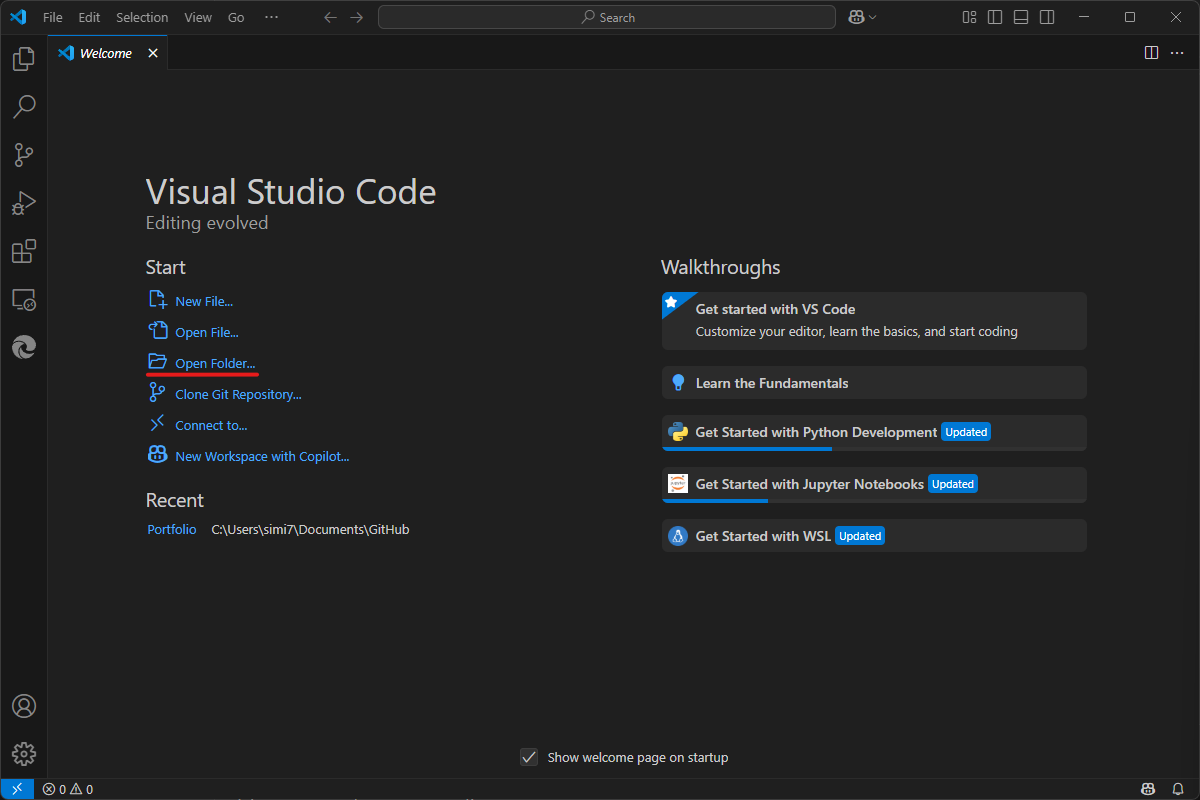 File Edit Selection View Go ··· Search
Welcome
Visual Studio Code
Editing evolved
Start
New File...
Open File...
Open Folder...
Clone Git Repository...
Connect to...
New Workspace with Copilot...
Recent
Portfolio C:\Users\simi7\Documents\GitHub
Walkthroughs
Get started with VS Code
Customize your editor, learn the basics, and start coding
Learn the Fundamentals
Get Started with Python Development Updated
Get Started with Jupyter Notebooks Updated
Get Started with WSL Updated
Show welcome page on startup
0 0